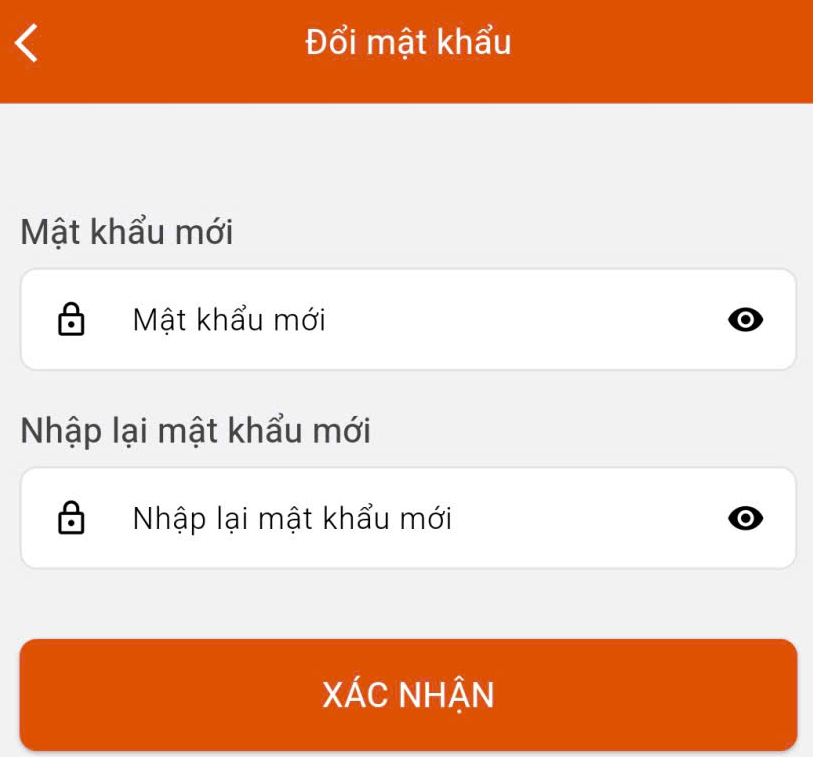 Đổi mật khẩu
Mật khẩu mới
Mật khẩu mới
Nhập lại mật khẩu mới
Nhập lại mật khẩu mới
XÁC NHẬN